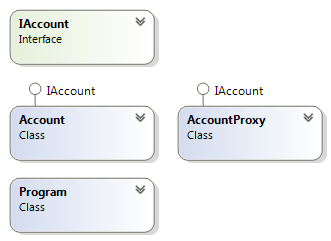 IAccount
Interface
IAccount
Account
Class
IAccount
AccountProxy
Class
Program
Class